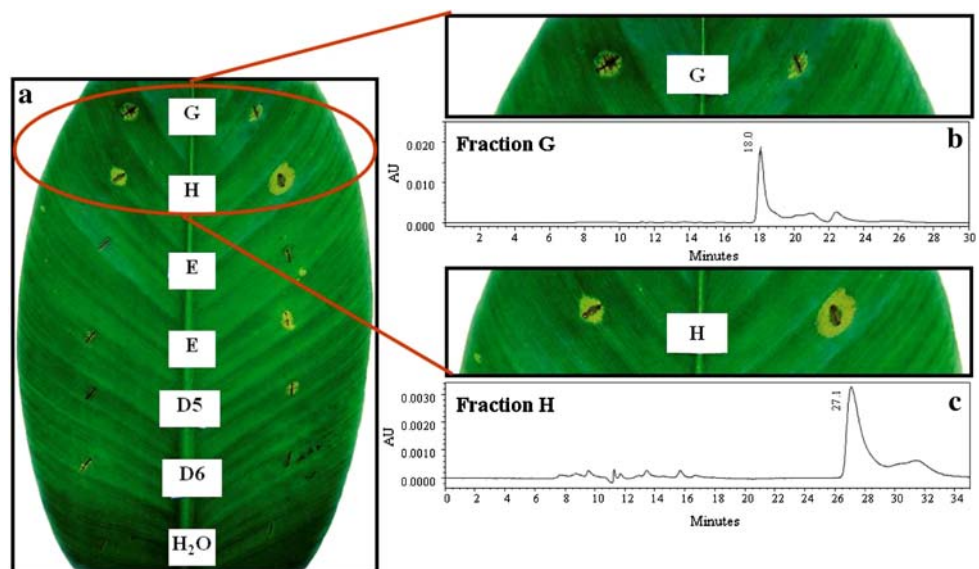 a
G
H
E
E
D5
D6
H₂O
G
b
Fraction G
18.0
AU
0.020
0.010
0.000
2 4 6 8 10 12 14 16 18 20 22 24 26 28 30
Minutes
H
c
Fraction H
27.1
AU
0.0030
0.0020
0.0010
0.0000
0 2 4 6 8 10 12 14 16 18 20 22 24 26 28 30 32 34
Minutes